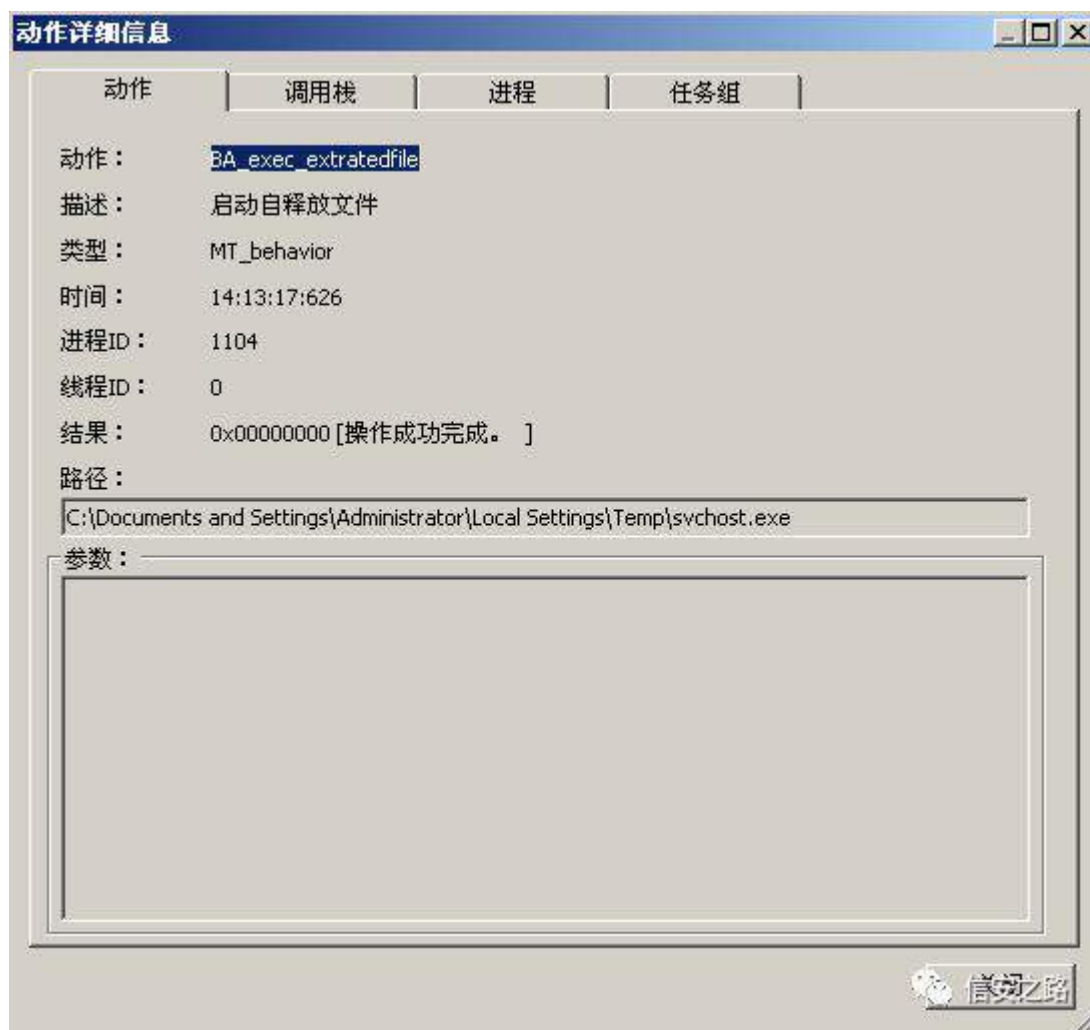 动作详细信息
动作 调用栈 进程 任务组
动作： BA_exec_extratedfile
描述： 启动自释放文件
类型： MT_behavior
时间： 14:13:17:626
进程ID： 1104
线程ID： 0
结果： 0x00000000 [操作成功完成。 ]
路径：
C:\Documents and Settings\Administrator\Local Settings\Temp\svchost.exe
参数：
关闭
信安之路